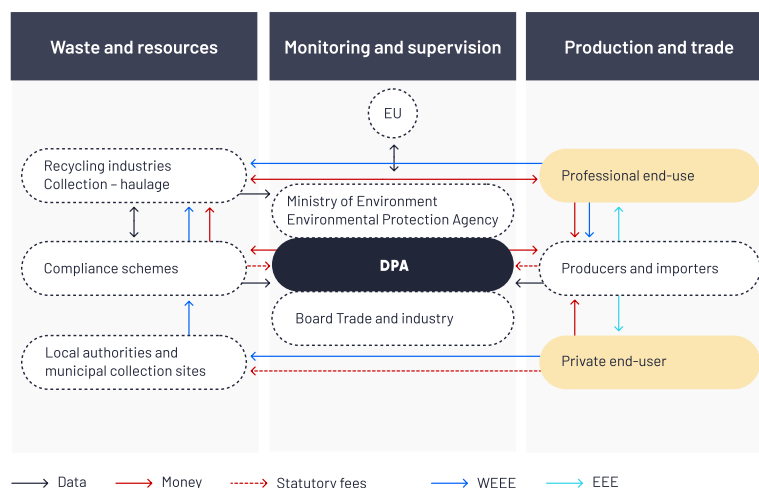 Waste and resources
Monitoring and supervision
Production and trade
EU
Recycling industries
Collection – haulage
Professional end-use
Ministry of Environment
Environmental Protection Agency
Compliance schemes
DPA
Producers and importers
Board Trade and industry
Local authorities and
municipal collection sites
Private end-user
Data
Money
Statutory fees
WEEE
EEE